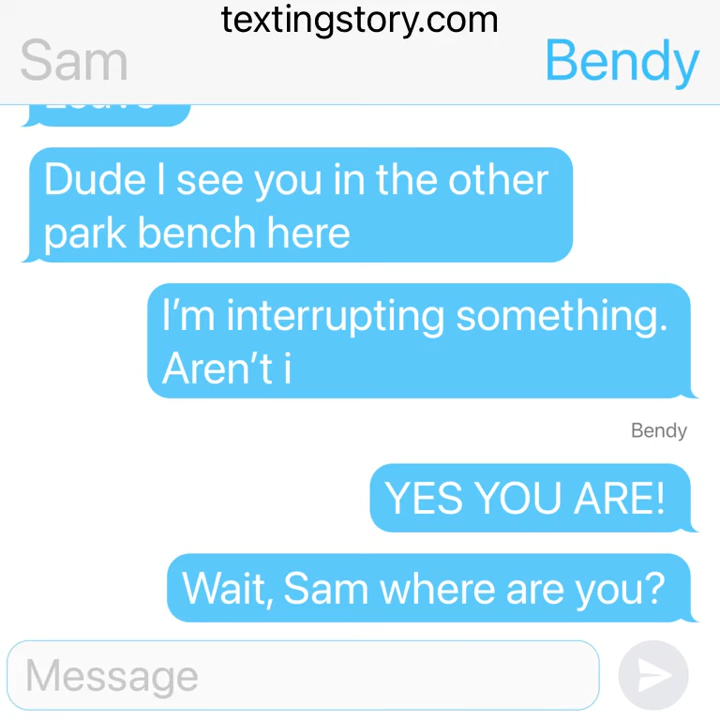 textingstory.com
Sam
Bendy
Dude I see you in the other
park bench here
I’m interrupting something.
Aren’t i
Bendy
YES YOU ARE!
Wait, Sam where are you?
Message